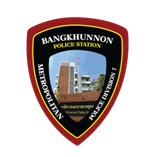 BANGKHUNNON
POLICE STATION
METROPOLITAN
POLICE DIVISION 7